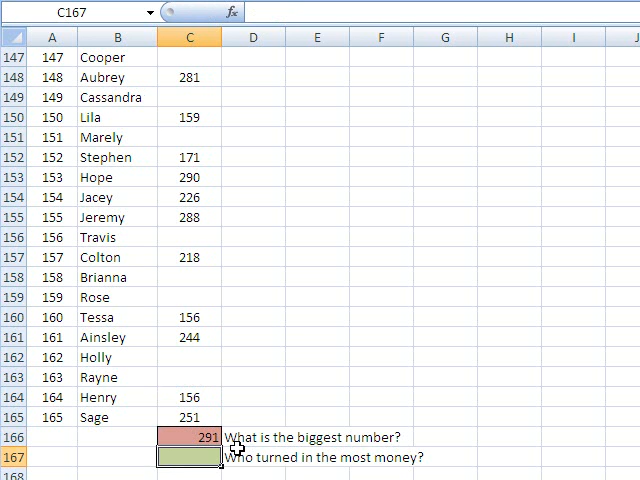 C167 fx
A B C D E F G H I J
147 147 Cooper
148 148 Aubrey 281
149 149 Cassandra
150 150 Lila 159
151 151 Marely
152 152 Stephen 171
153 153 Hope 290
154 154 Jacey 226
155 155 Jeremy 288
156 156 Travis
157 157 Colton 218
158 158 Brianna
159 159 Rose
160 160 Tessa 156
161 161 Ainsley 244
162 162 Holly
163 163 Rayne
164 164 Henry 156
165 165 Sage 251
166 291 What is the biggest number?
167 Who turned in the most money?
168